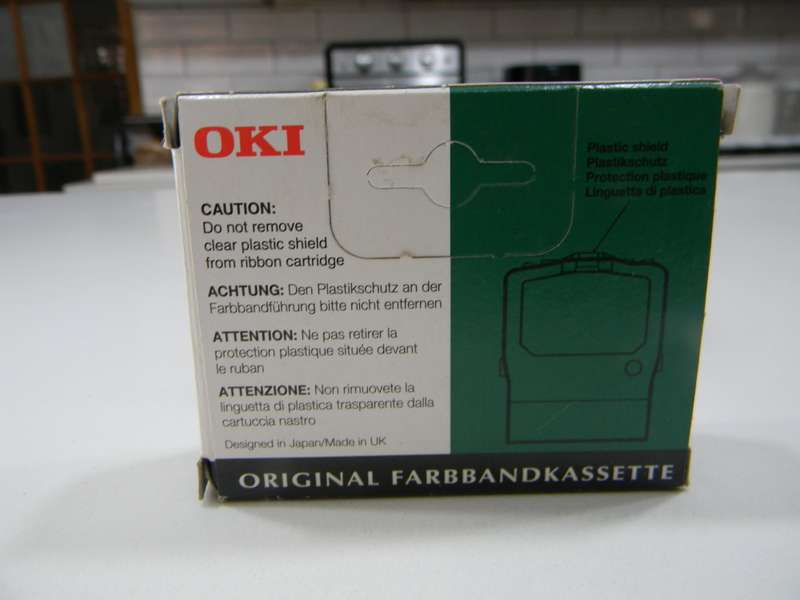 OKI
CAUTION:
Do not remove
clear plastic shield
from ribbon cartridge
ACHTUNG: Den Plastikschutz an der
Farbbandführung bitte nicht entfernen
ATTENTION: Ne pas retirer la
protection plastique située devant
le ruban
ATTENZIONE: Non rimuovete la
linguetta di plastica trasparente dalla
cartuccia nastro
Designed in Japan/Made in UK
Plastic shield
Plastikschutz
Protection plastique
Linguetta di plastica
ORIGINAL FARBBANDKASSETTE